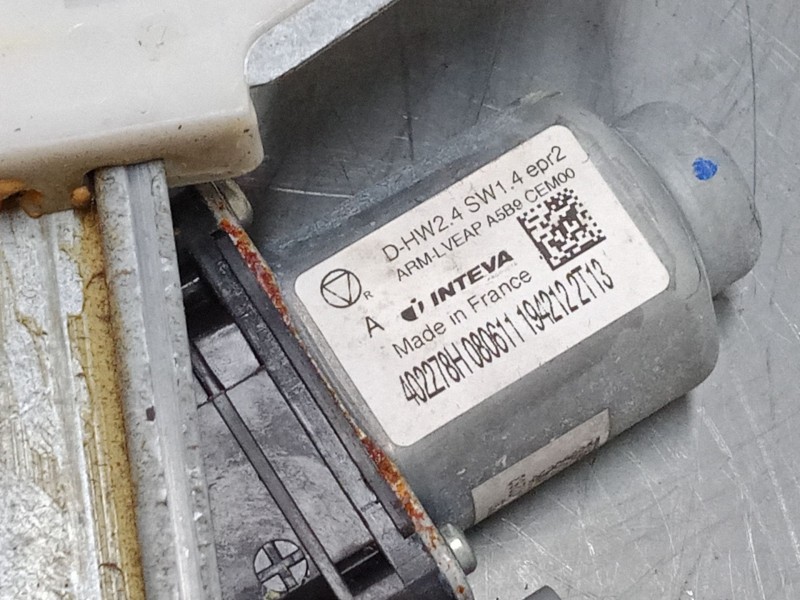 D-HW2.4 SW1.4 epr2
ARM-LVEAP A5B9 CEM00
R
A INTEVA
Made in France
402278H 080611 194212 2T13